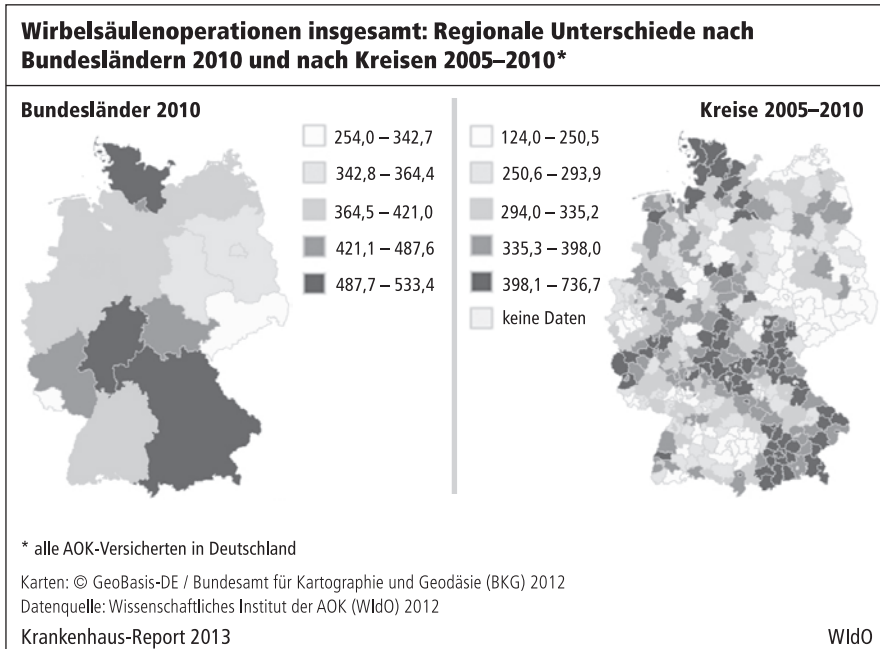 Wirbelsäulenoperationen insgesamt: Regionale Unterschiede nach
Bundesländern 2010 und nach Kreisen 2005–2010*
Bundesländer 2010
254,0 – 342,7
342,8 – 364,4
364,5 – 421,0
421,1 – 487,6
487,7 – 533,4
Kreise 2005–2010
124,0 – 250,5
250,6 – 293,9
294,0 – 335,2
335,3 – 398,0
398,1 – 736,7
keine Daten
* alle AOK-Versicherten in Deutschland
Karten: © GeoBasis-DE / Bundesamt für Kartographie und Geodäsie (BKG) 2012
Datenquelle: Wissenschaftliches Institut der AOK (WIdO) 2012
Krankenhaus-Report 2013
WIdO